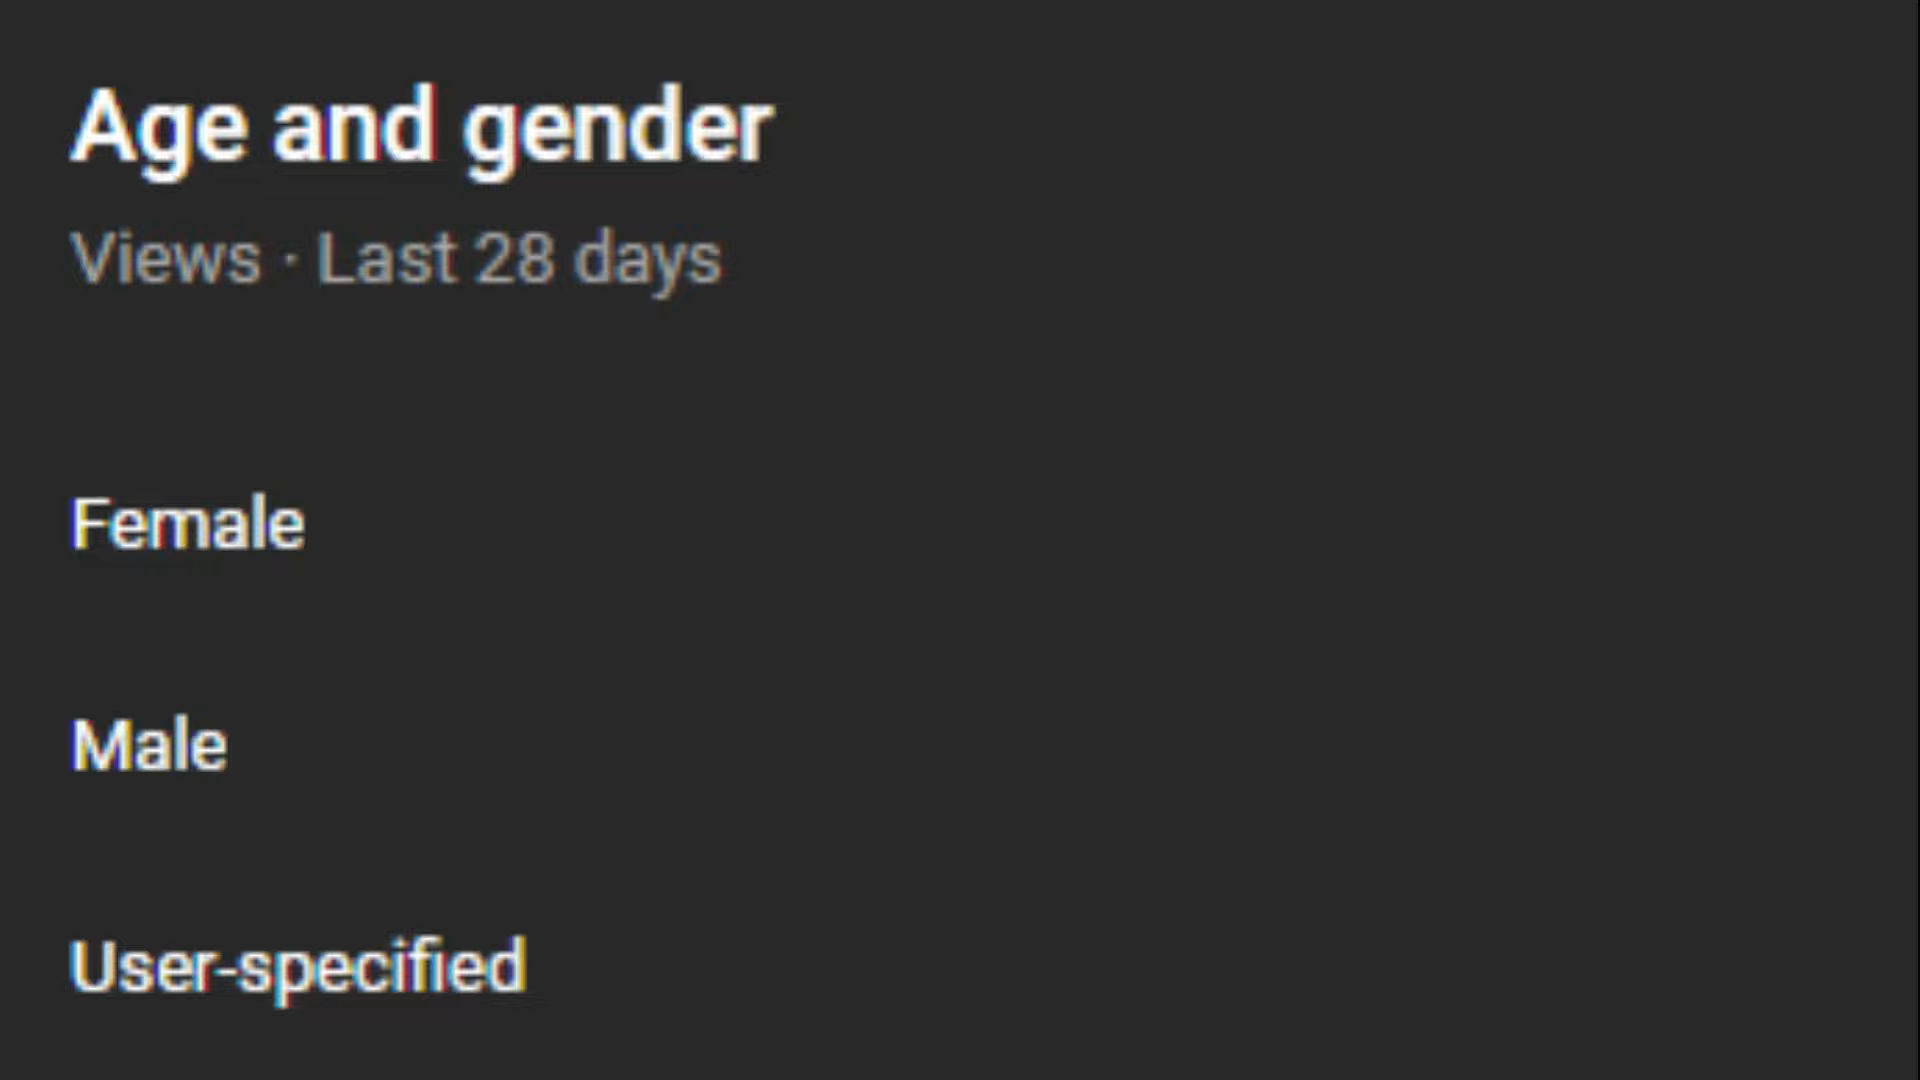 Age and gender
Views · Last 28 days
Female
Male
User-specified